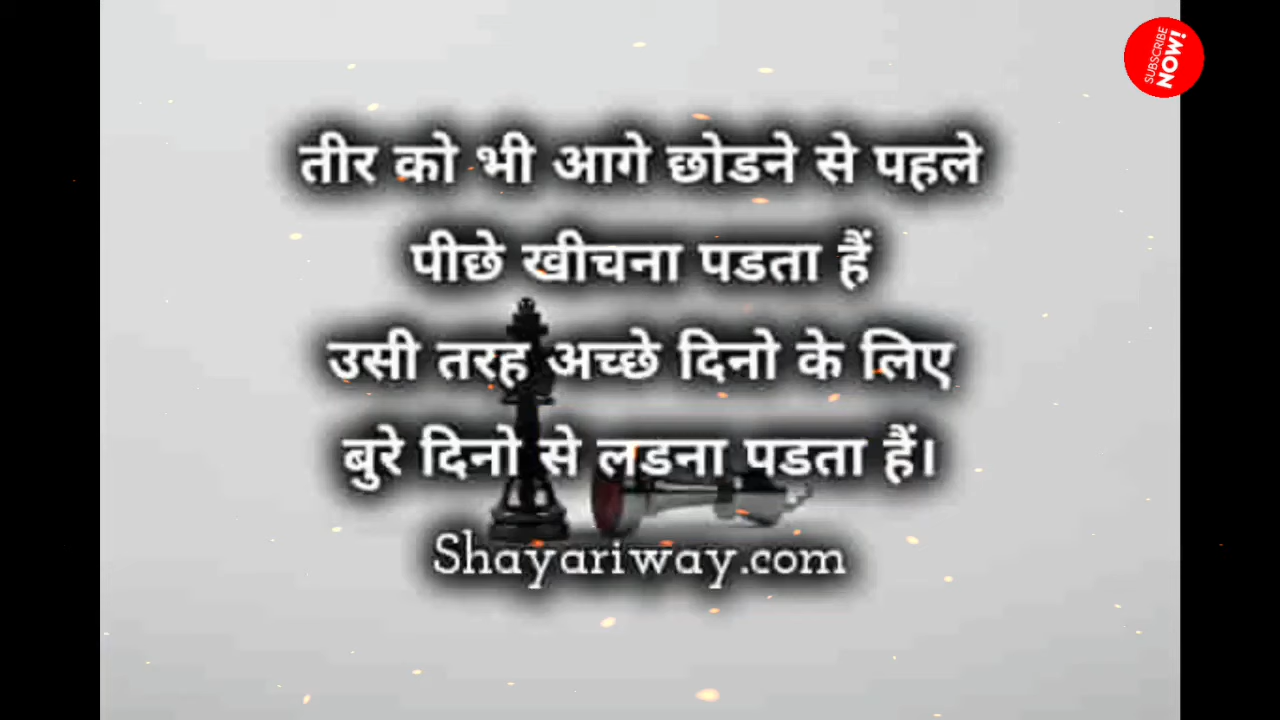 SUBSCRIBE
NOW!
तीर को भी आगे छोडने से पहले
पीछे खीचना पडता हैं
उसी तरह अच्छे दिनो के लिए
बुरे दिनो से लडना पडता हैं।
Shayariway.com